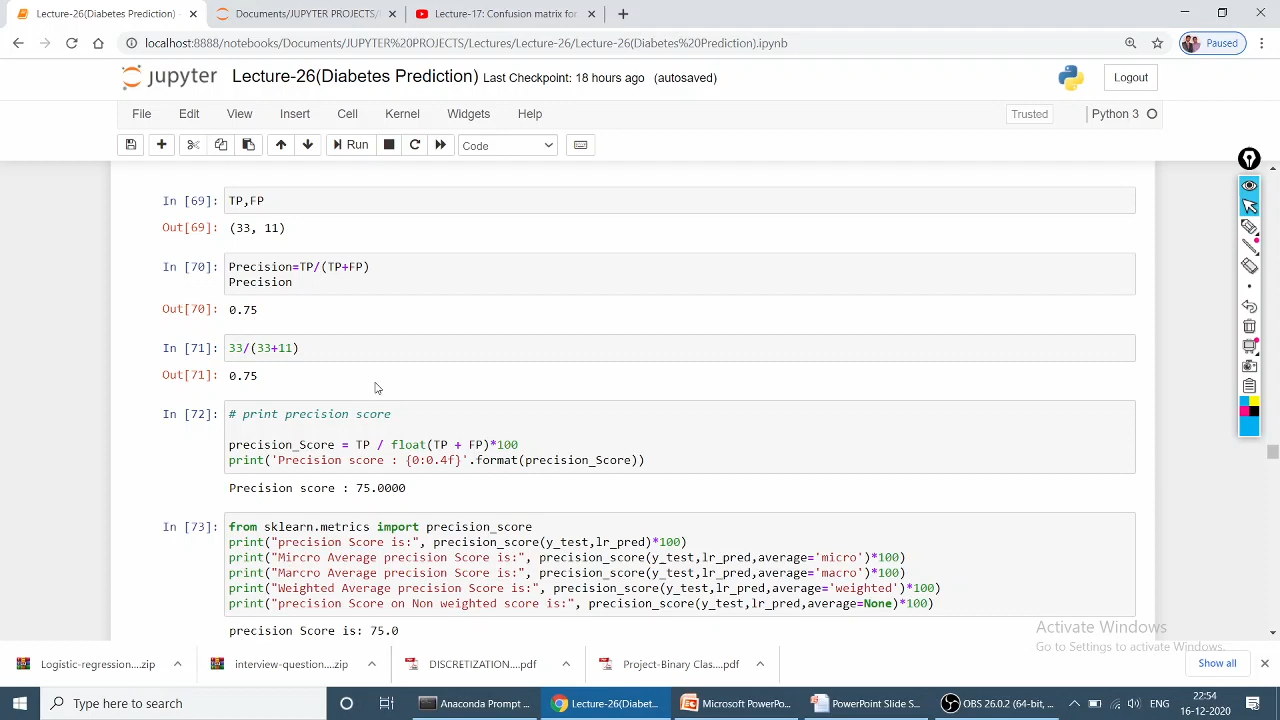 Lecture-26(Diabetes Prediction)
Documents/JUPYTER PROJECTS/
Lecture-17: Confusion matrix for
localhost:8888/notebooks/Documents/JUPYTER%20PROJECTS/Lectures/Lecture-26/Lecture-26(Diabetes%20Prediction).ipynb
Paused
jupyter
Lecture-26(Diabetes Prediction) Last Checkpoint: 18 hours ago (autosaved)
Logout
File Edit View Insert Cell Kernel Widgets Help
Trusted
Python 3
Run
Code
In [69]: TP,FP
Out[69]: (33, 11)
In [70]: Precision=TP/(TP+FP)
Precision
Out[70]: 0.75
In [71]: 33/(33+11)
Out[71]: 0.75
In [72]: # print precision score
precision_Score = TP / float(TP + FP)*100
print('Precision score : {0:0.4f}'.format(precision_Score))
Precision score : 75.0000
In [73]: from sklearn.metrics import precision_score
print("precision Score is:", precision_score(y_test,lr_pred)*100)
print("Mircro Average precision Score is:", precision_score(y_test,lr_pred,average='micro')*100)
print("Marcro Average precision Score is:", precision_score(y_test,lr_pred,average='macro')*100)
print("Weighted Average precision Score is:", precision_score(y_test,lr_pred,average='weighted')*100)
print("precision Score on Non weighted score is:", precision_score(y_test,lr_pred,average=None)*100)
precision Score is: 75.0
Activate Windows
Go to Settings to activate Windows.
Logistic-regression....zip
interview-question....zip
DISCRETIZATION....pdf
Project-Binary Clas....pdf
Show all
Type here to search
Anaconda Prompt ...
Lecture-26(Diabet...
Microsoft PowerPo...
PowerPoint Slide S...
OBS 26.0.2 (64-bit, ...
ENG
22:54
16-12-2020